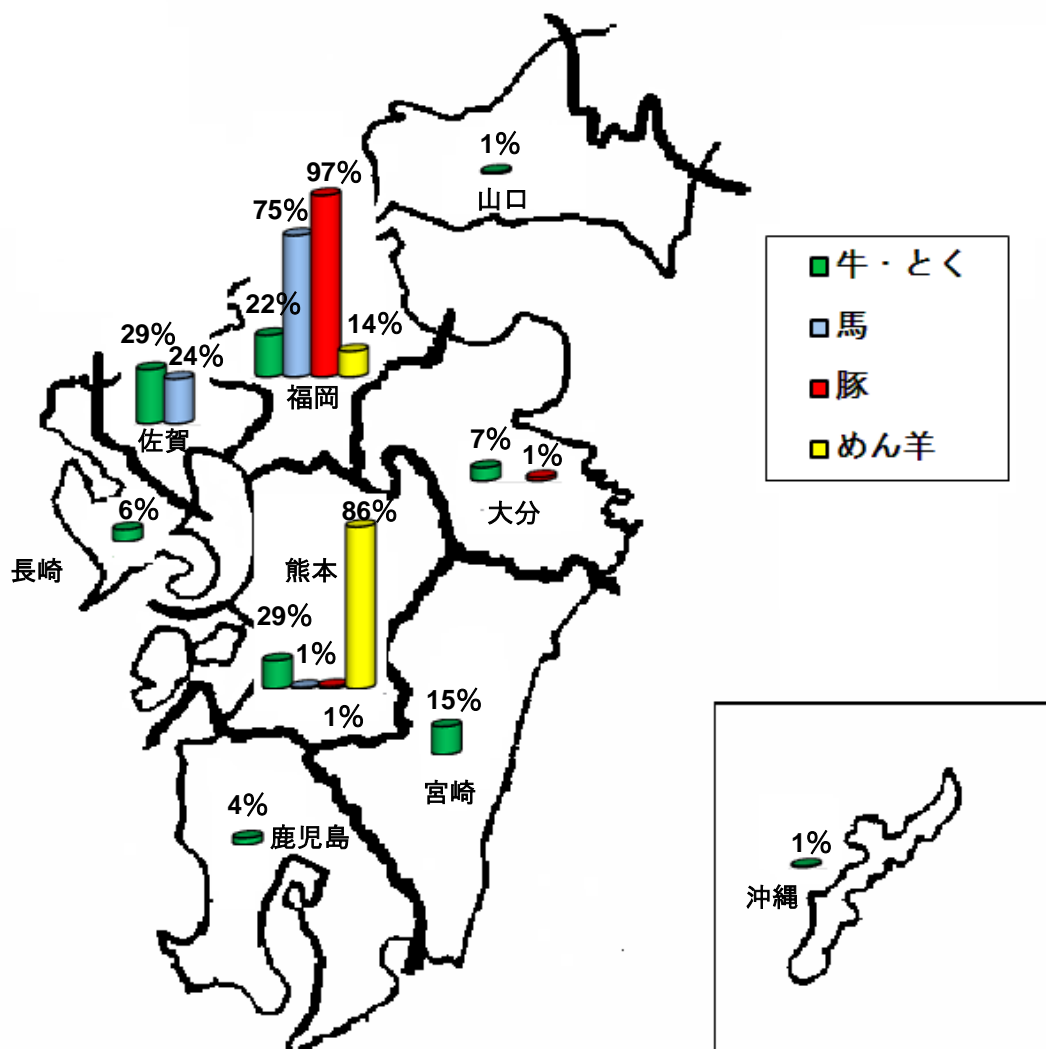 1%
山口
97%
75%
22%
14%
福岡
29%
24%
佐賀
牛・とく
馬
豚
めん羊
7%
1%
大分
6%
長崎
86%
熊本
29%
1%
1%
15%
宮崎
4%
鹿児島
1%
沖縄